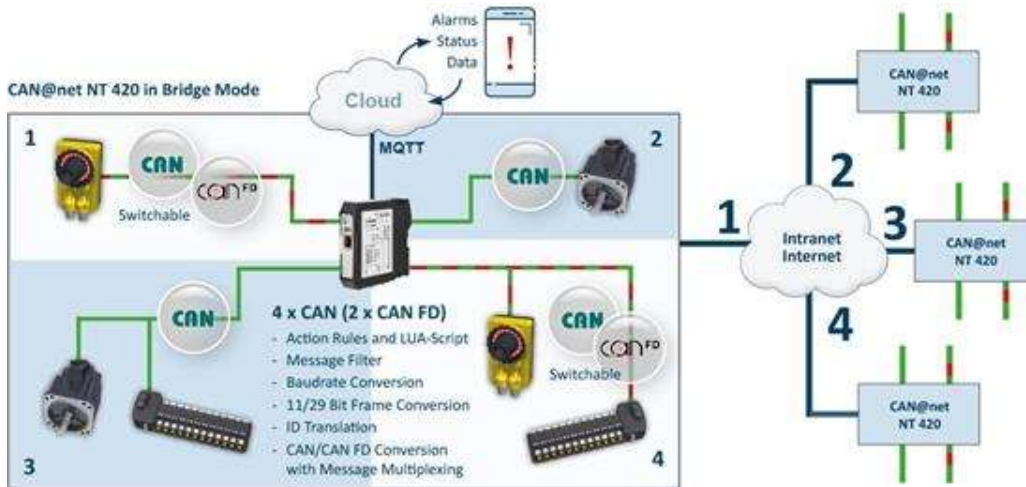 Alarms
Status
Data
!
CAN@net NT 420 in Bridge Mode
Cloud
MQTT
1
CAN
CAN FD
Switchable
2
CAN
3
CAN
4 x CAN (2 x CAN FD)
- Action Rules and LUA-Script
- Message Filter
- Baudrate Conversion
- 11/29 Bit Frame Conversion
- ID Translation
- CAN/CAN FD Conversion
with Message Multiplexing
CAN
CAN FD
Switchable
4
1
Intranet
Internet
2
CAN@net
NT 420
3
CAN@net
NT 420
4
CAN@net
NT 420